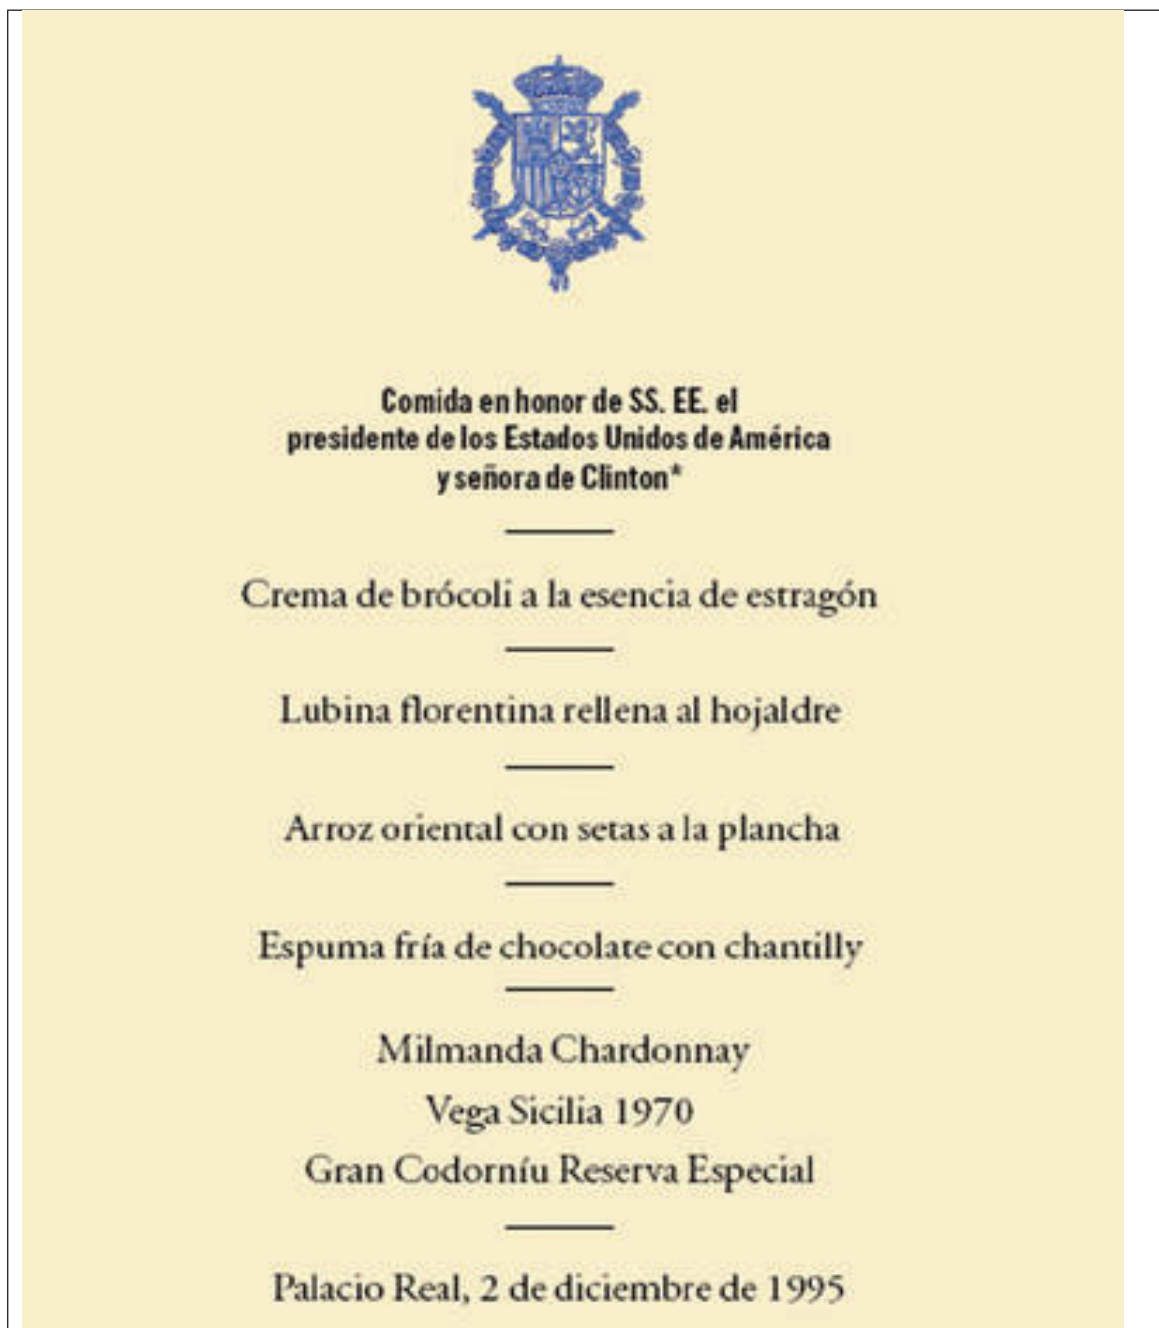 Comida en honor de SS. EE. el
presidente de los Estados Unidos de América
y señora de Clinton*
Crema de brócoli a la esencia de estragón
Lubina florentina rellena al hojaldre
Arroz oriental con setas a la plancha
Espuma fría de chocolate con chantilly
Milmanda Chardonnay
Vega Sicilia 1970
Gran Codorníu Reserva Especial
Palacio Real, 2 de diciembre de 1995